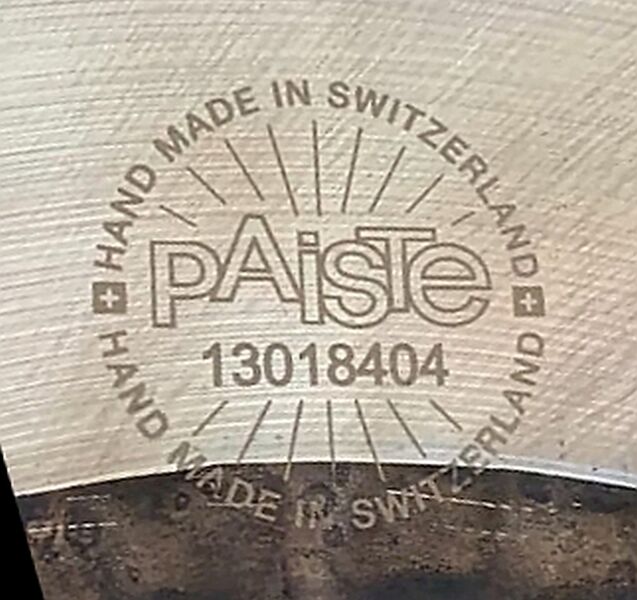 HAND MADE IN SWITZERLAND
PAiSTe
13018404
HAND MADE IN SWITZERLAND